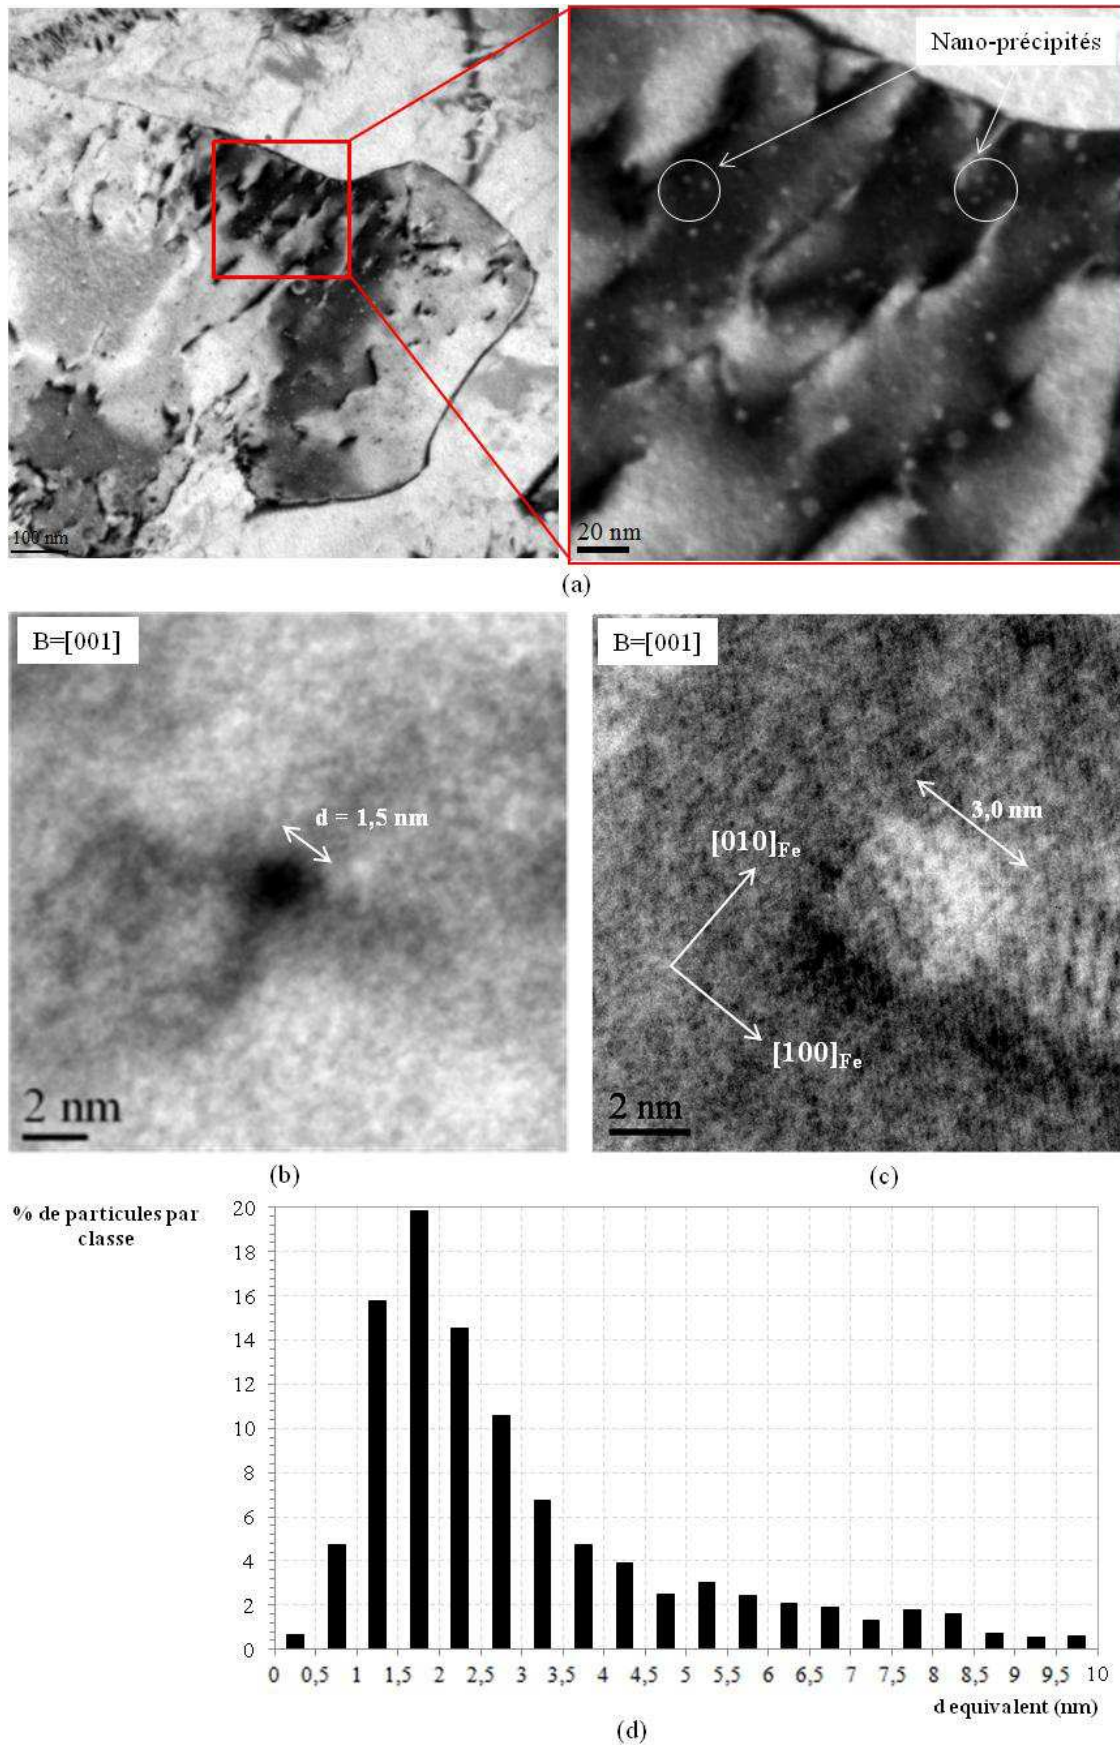 Nano-précipités
100 nm
20 nm
(a)
B=[001]
d = 1,5 nm
2 nm
(b)
B=[001]
3,0 nm
[010]Fe
[100]Fe
2 nm
(c)
% de particules par
classe
20
18
16
14
12
10
8
6
4
2
0
0 0,5 1 1,5 2 2,5 3 3,5 4 4,5 5 5,5 6 6,5 7 7,5 8 8,5 9 9,5 10
d equivalent (nm)
(d)